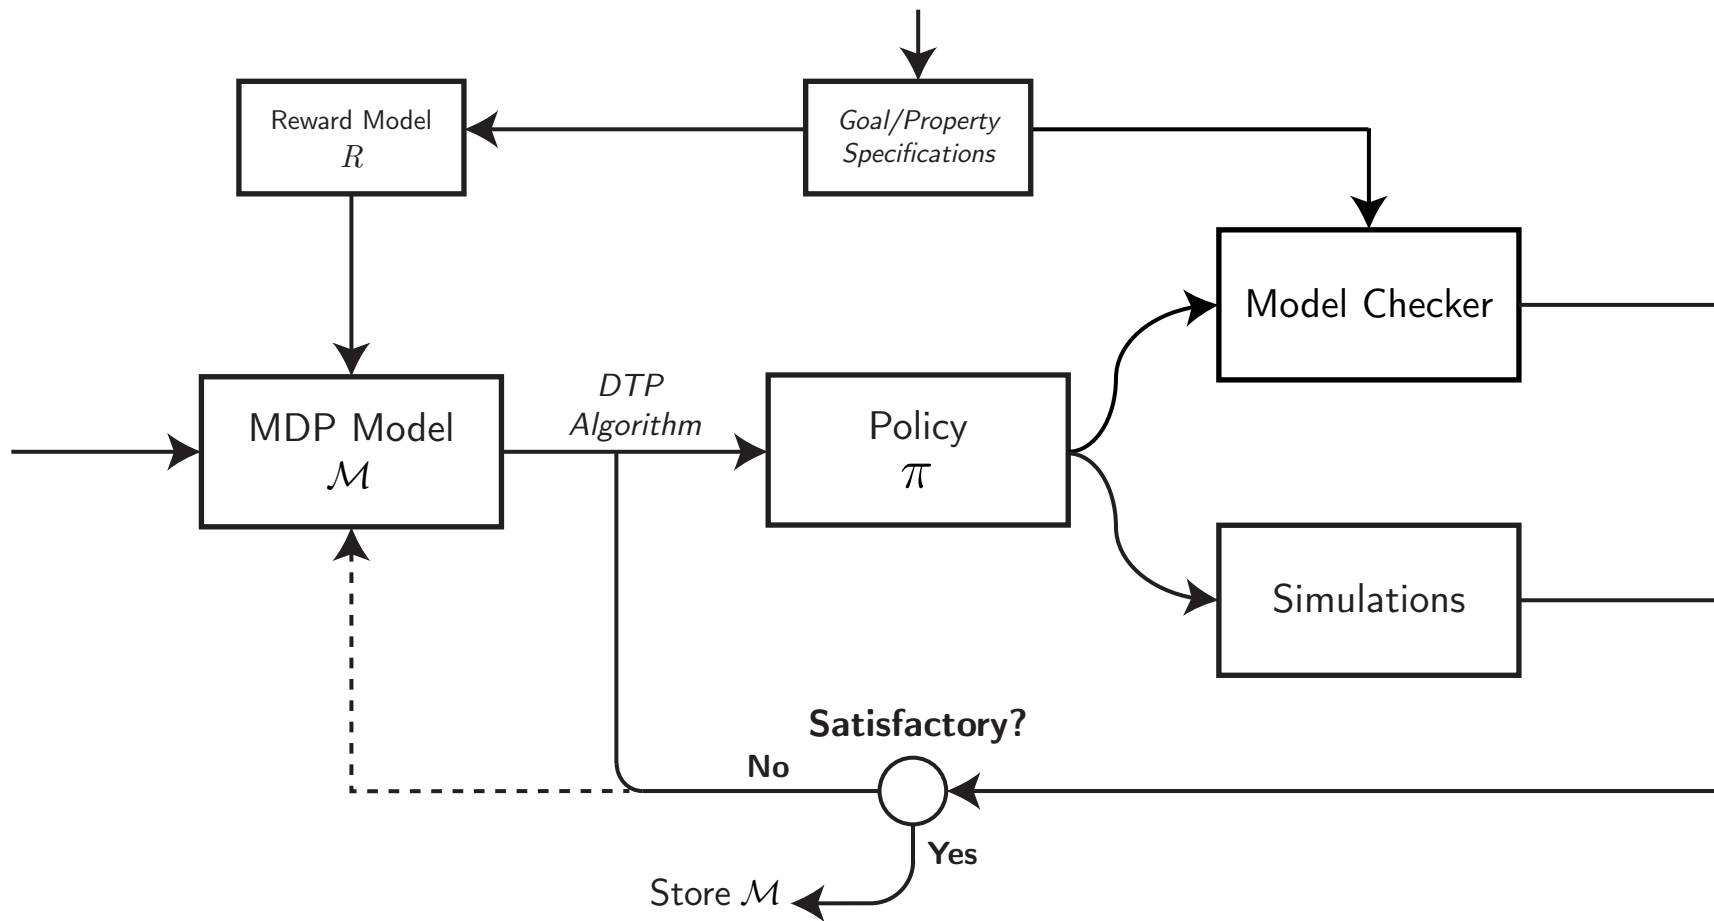 Reward Model
R
Goal/Property
Specifications
Model Checker
DTP
Algorithm
MDP Model
ℳ
Policy
π
Simulations
Satisfactory?
No
Yes
Store ℳ